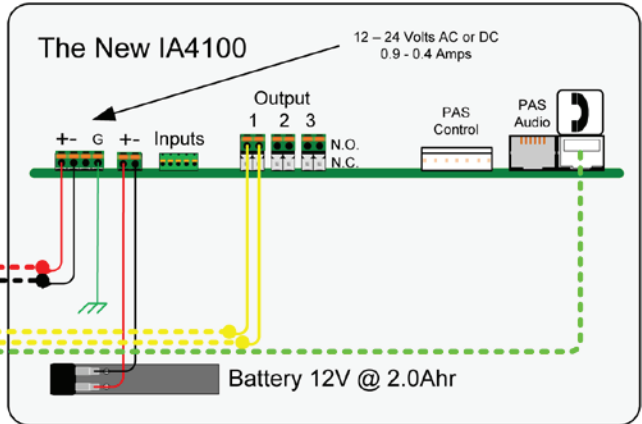 The New IA4100
12 – 24 Volts AC or DC
0.9 - 0.4 Amps
+- G +- Inputs
Output
1 2 3
N.O.
N.C.
PAS
Control
PAS
Audio
Battery 12V @ 2.0Ahr